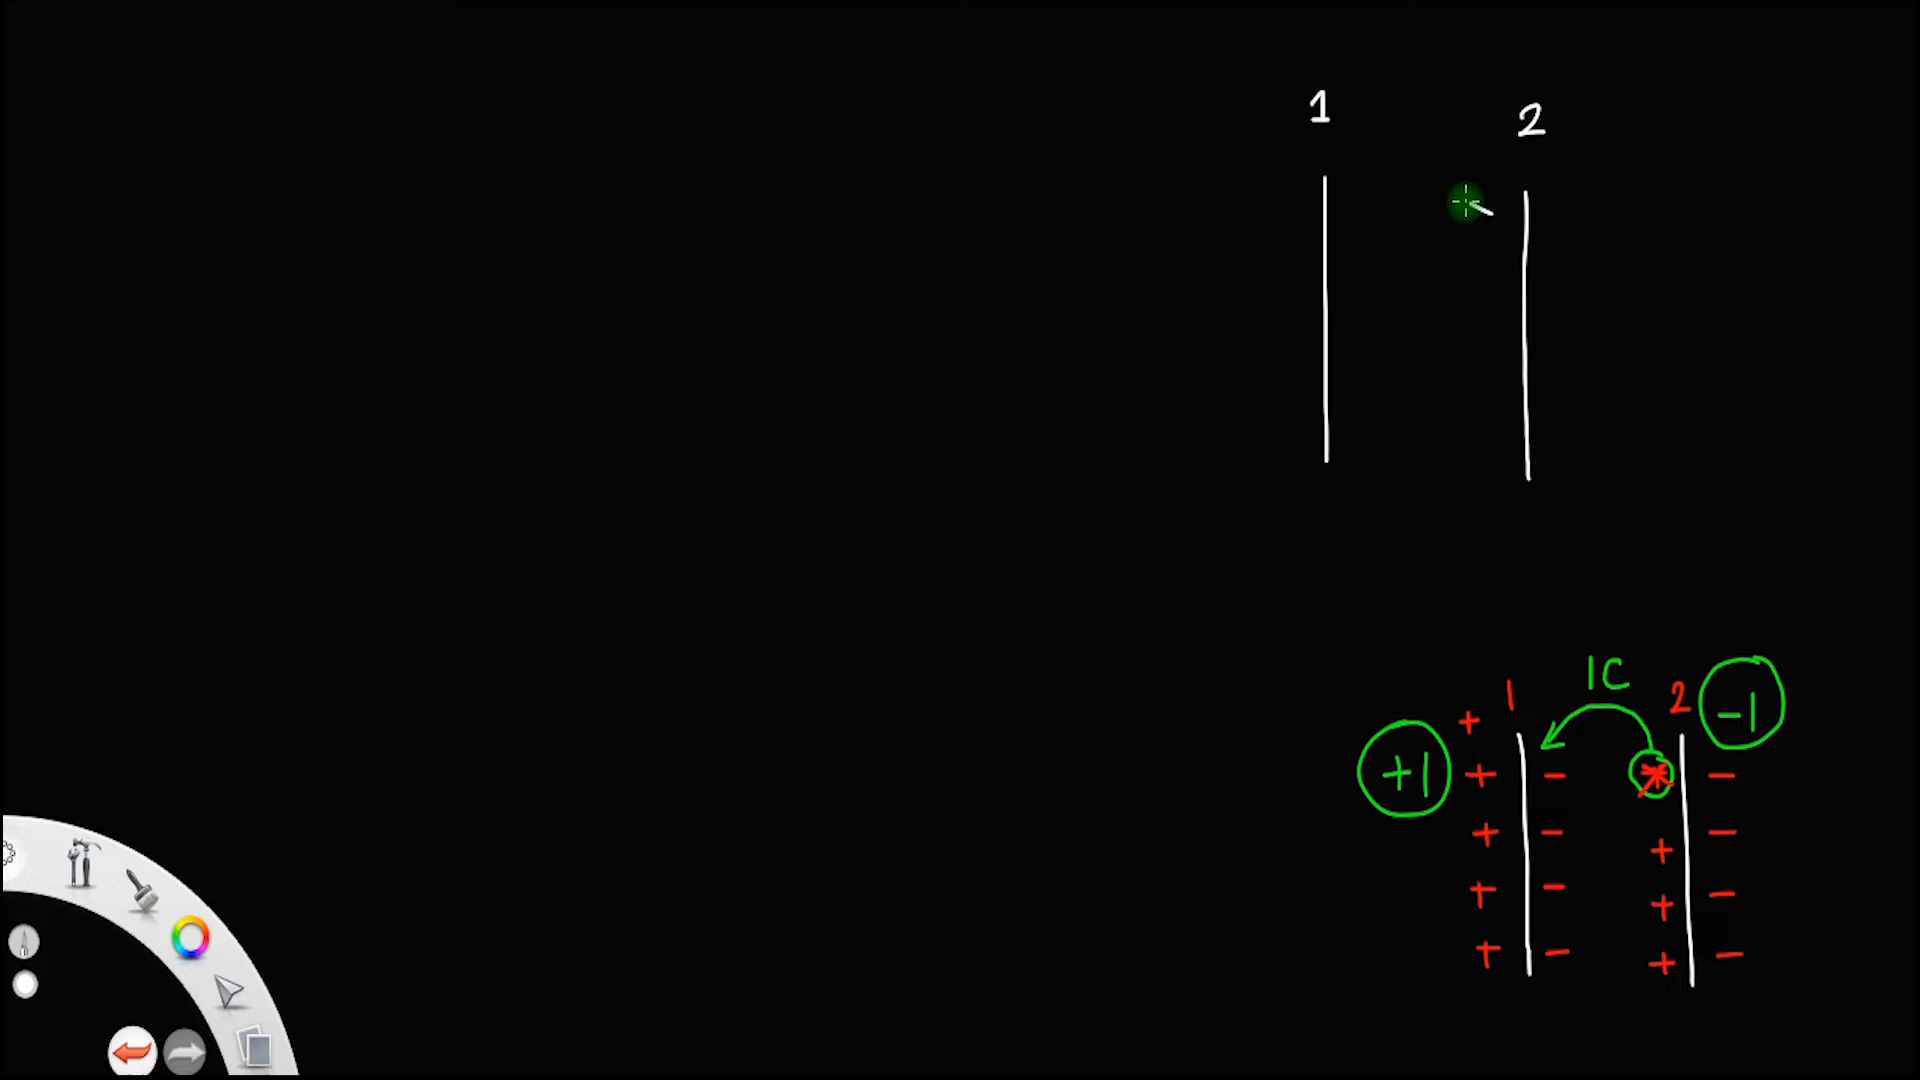 1 2
1C
1 2 -1
+
+1 + - + -
+ - + -
+ - + -
+ - + -